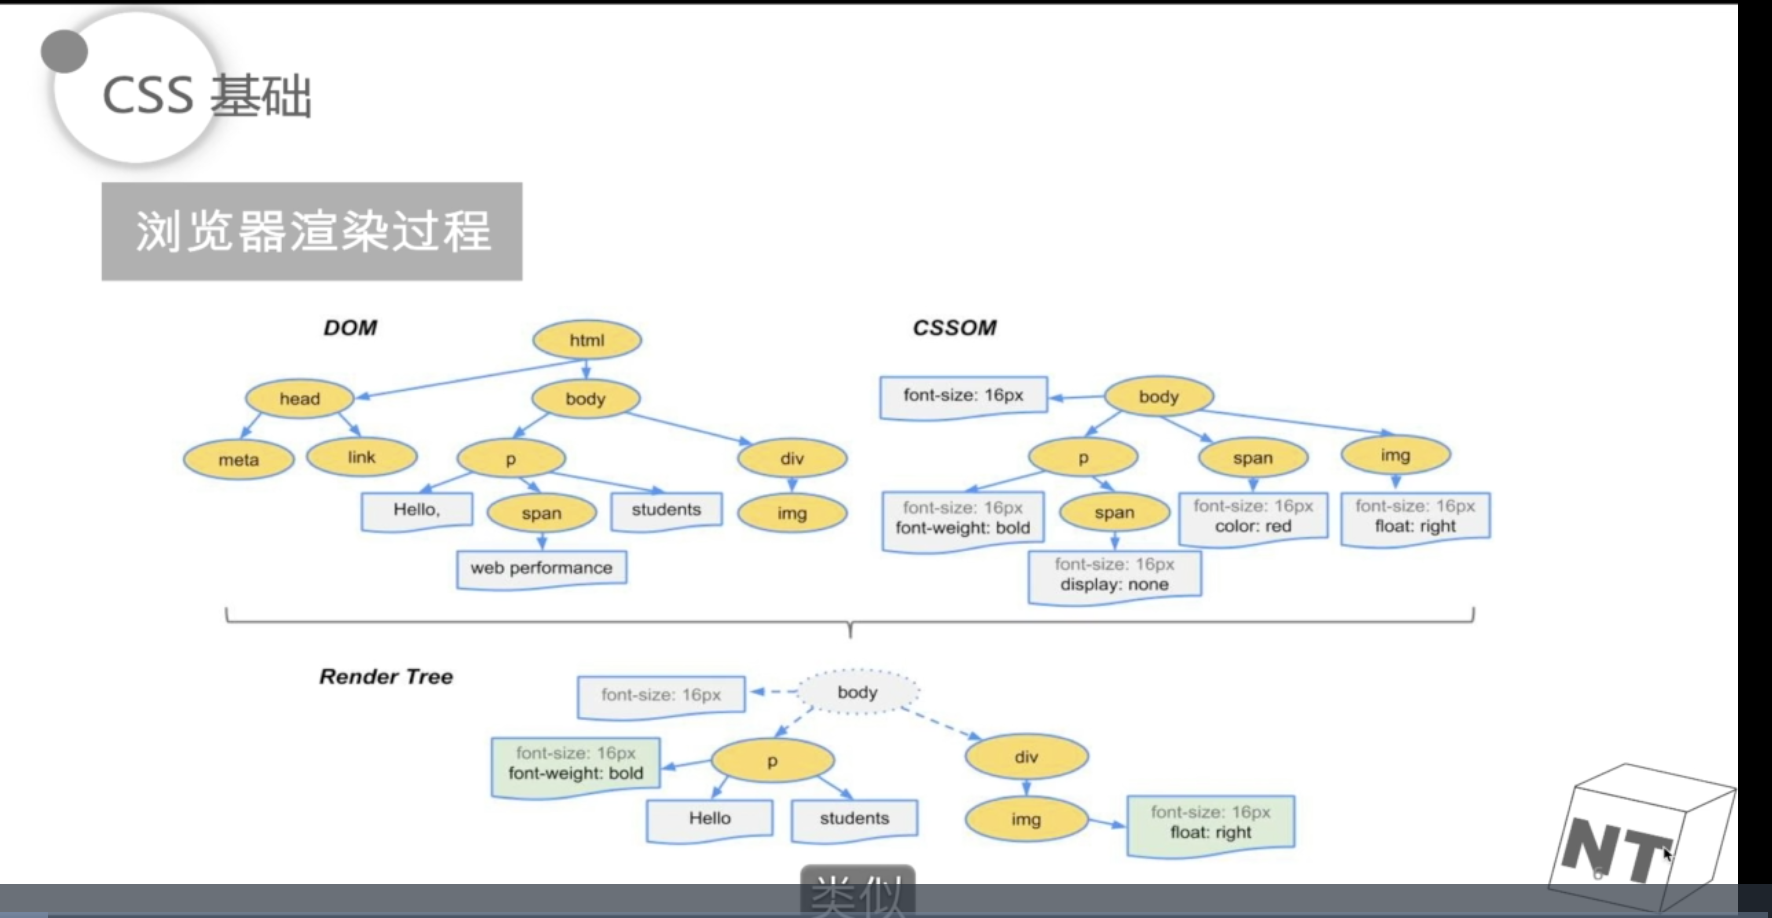 CSS 基础
浏览器渲染过程
DOM
CSSOM
html
head
body
meta
link
p
div
Hello,
span
students
img
web performance
font-size: 16px
body
p
span
img
font-size: 16px
font-weight: bold
span
font-size: 16px
color: red
font-size: 16px
float: right
font-size: 16px
display: none
Render Tree
font-size: 16px
body
font-size: 16px
font-weight: bold
p
div
Hello
students
img
font-size: 16px
float: right
NT
6
类似